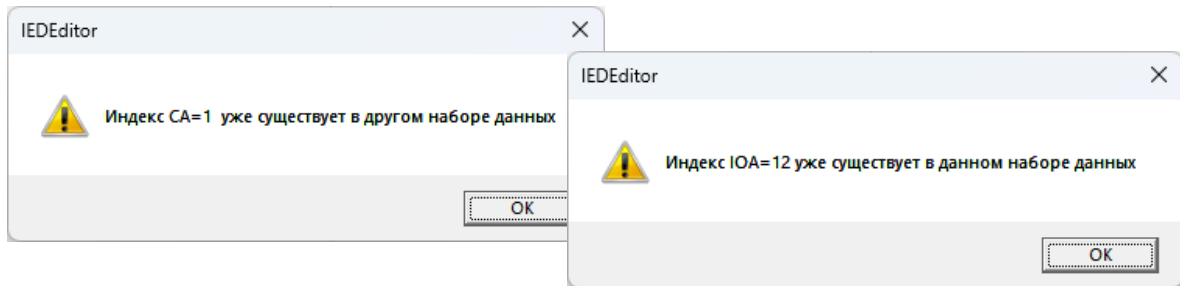 IEDEditor
Индекс CA=1 уже существует в другом наборе данных
OK
IEDEditor
Индекс IOA=12 уже существует в данном наборе данных
OK